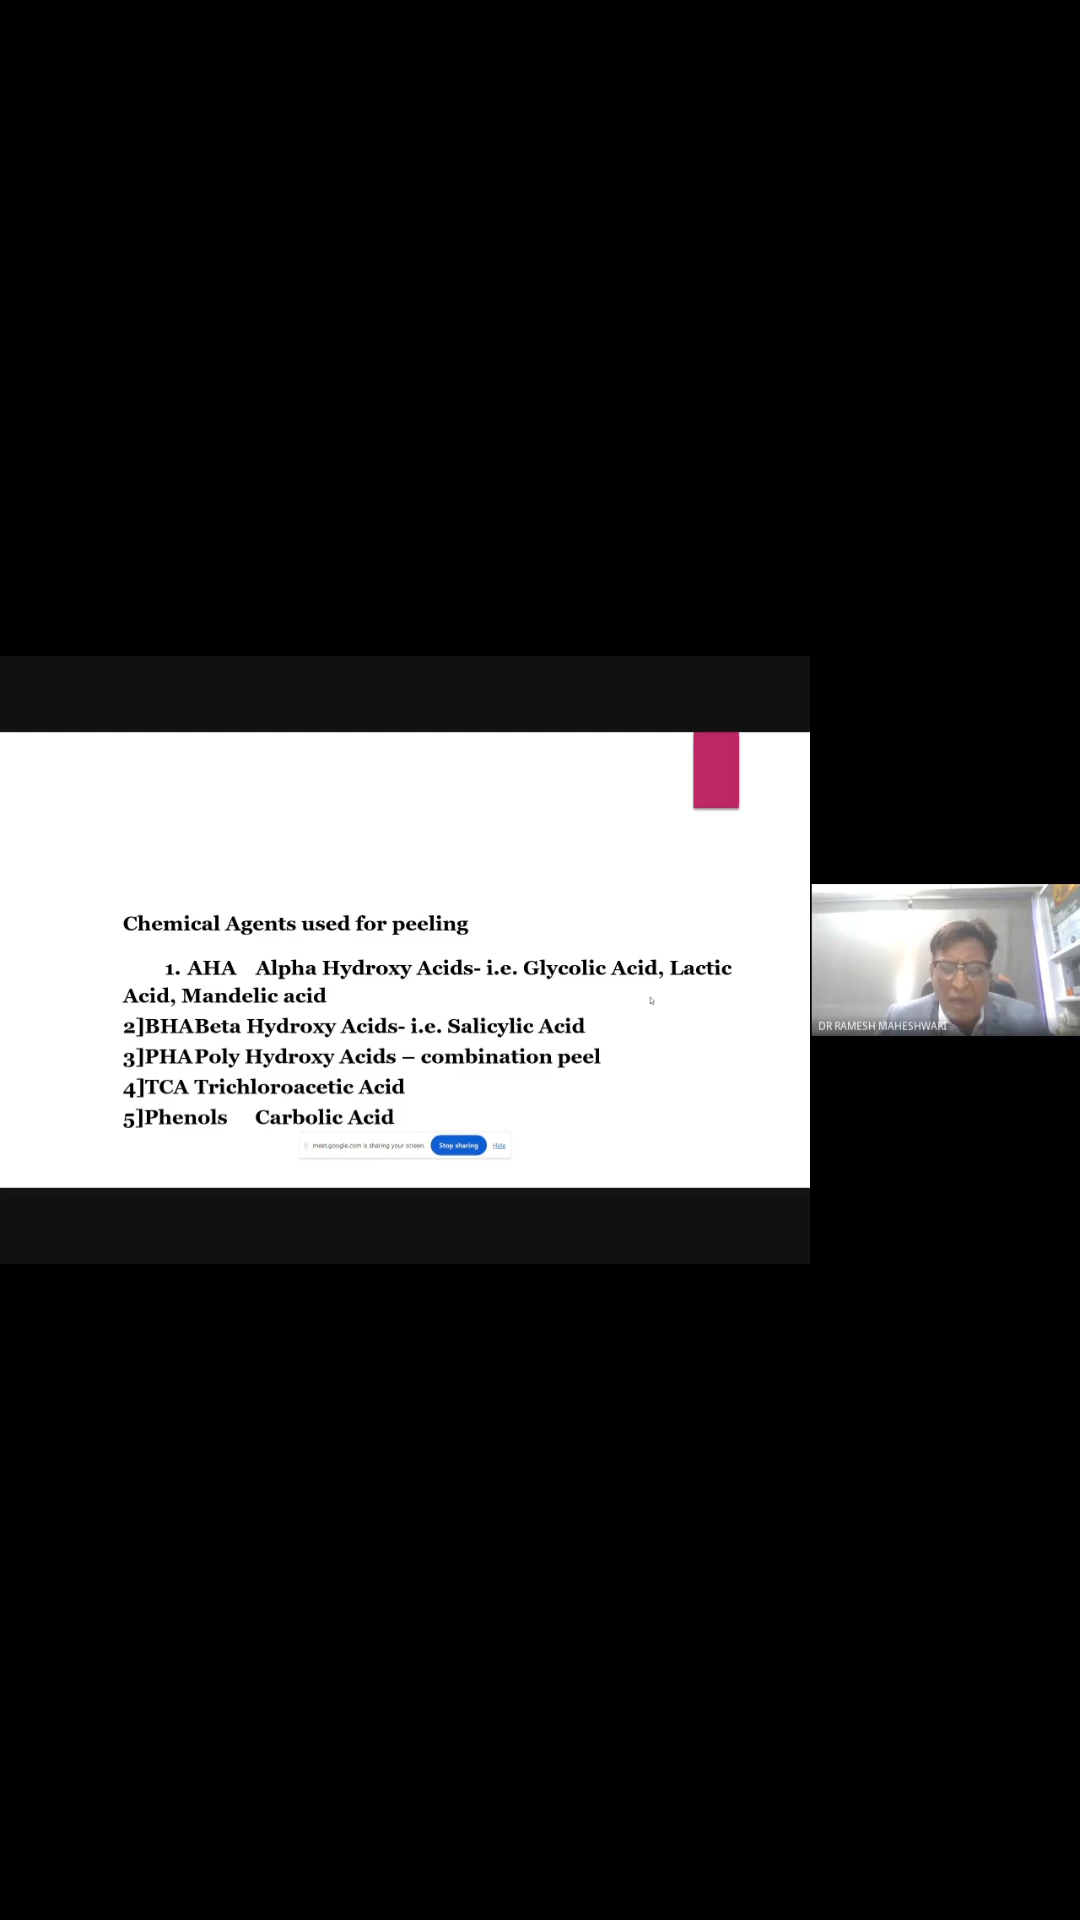 Chemical Agents used for peeling
1. AHA Alpha Hydroxy Acids- i.e. Glycolic Acid, Lactic
Acid, Mandelic acid
2]BHABeta Hydroxy Acids- i.e. Salicylic Acid
3]PHAPoly Hydroxy Acids – combination peel
4]TCA Trichloroacetic Acid
5]Phenols Carbolic Acid
meet.google.com is sharing your screen. Stop sharing Hide
DR RAMESH MAHESHWARI